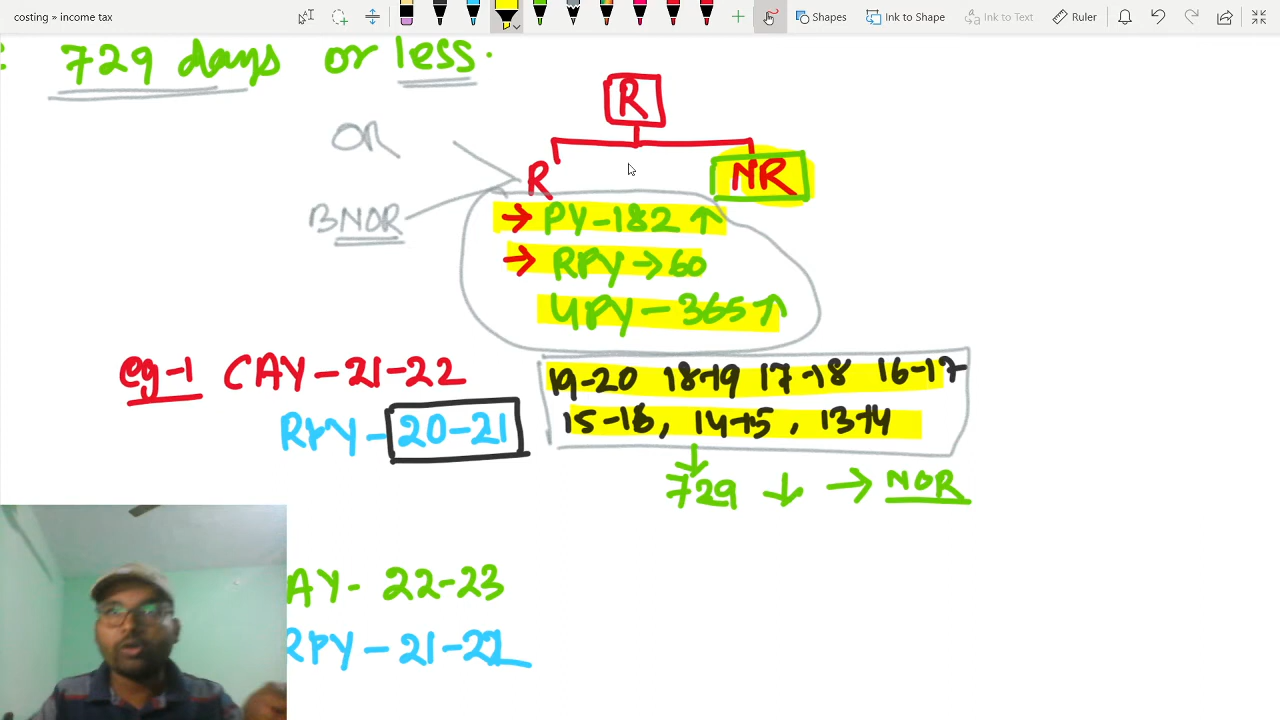 costing » income tax
Shapes
Ink to Shape
Ink to Text
Ruler
: 729 days or less.
R
OR
R
NR
BNOR
→ PY-182 ↑
→ RPY → 60
4PY - 365 ↑
eg-1 CAY - 21-22
19-20 18-19 17-18 16-17
RPY - 20-21
15-16, 14-15, 13-14
729 ↓ → NOR
AY- 22-23
RPY - 21-22